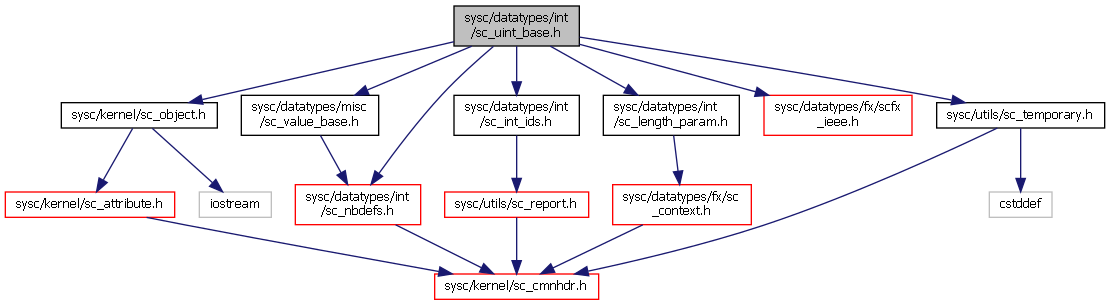 sysc/datatypes/int
/sc_uint_base.h
sysc/kernel/sc_object.h
sysc/datatypes/misc
/sc_value_base.h
sysc/datatypes/int
/sc_int_ids.h
sysc/datatypes/int
/sc_length_param.h
sysc/datatypes/fx/scfx
_ieee.h
sysc/utils/sc_temporary.h
sysc/kernel/sc_attribute.h
iostream
sysc/datatypes/int
/sc_nbdefs.h
sysc/utils/sc_report.h
sysc/datatypes/fx/sc
_context.h
cstddef
sysc/kernel/sc_cmnhdr.h